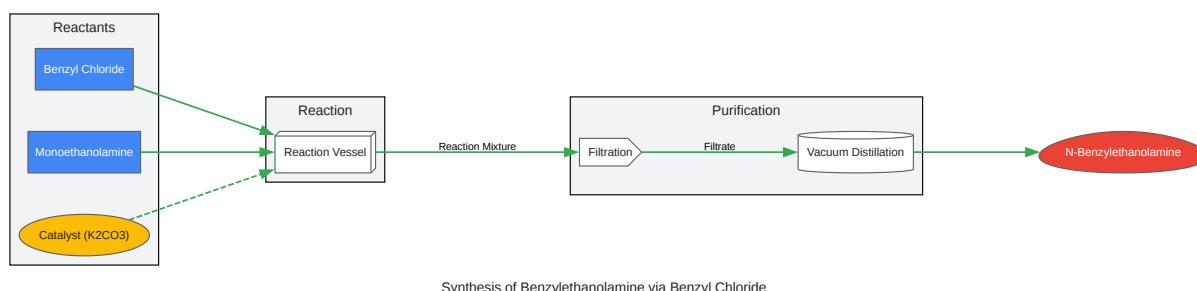 Reactants
Benzyl Chloride
Monoethanolamine
Catalyst (K2CO3)
Reaction
Reaction Vessel
Reaction Mixture
Purification
Filtration
Filtrate
Vacuum Distillation
N-Benzylethanolamine
Synthesis of Benzylethanolamine via Benzyl Chloride